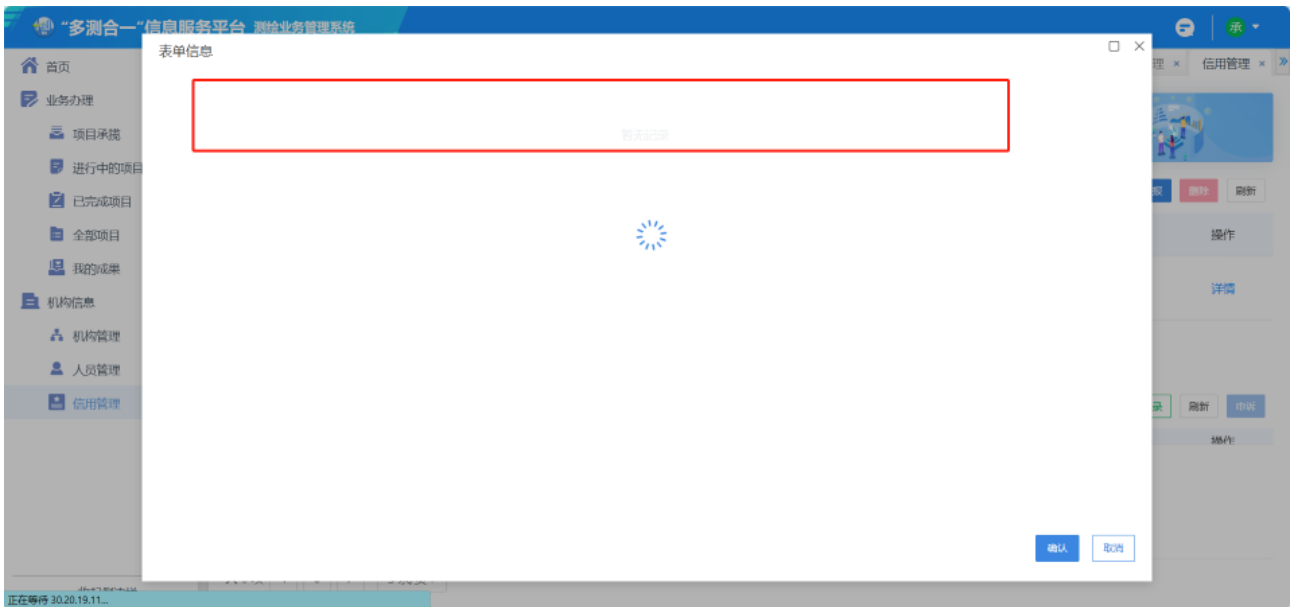 “多测合一“信息服务平台 测绘业务管理系统
承
首页
业务办理
项目承揽
进行中的项目
已完成项目
全部项目
我的成果
机构信息
机构管理
人员管理
信用管理
表单信息
暂无记录
确认 取消
理 × 信用管理 ×
删除 刷新
操作
详情
录 刷新 申诉
操作
正在等待 30.20.19.11...